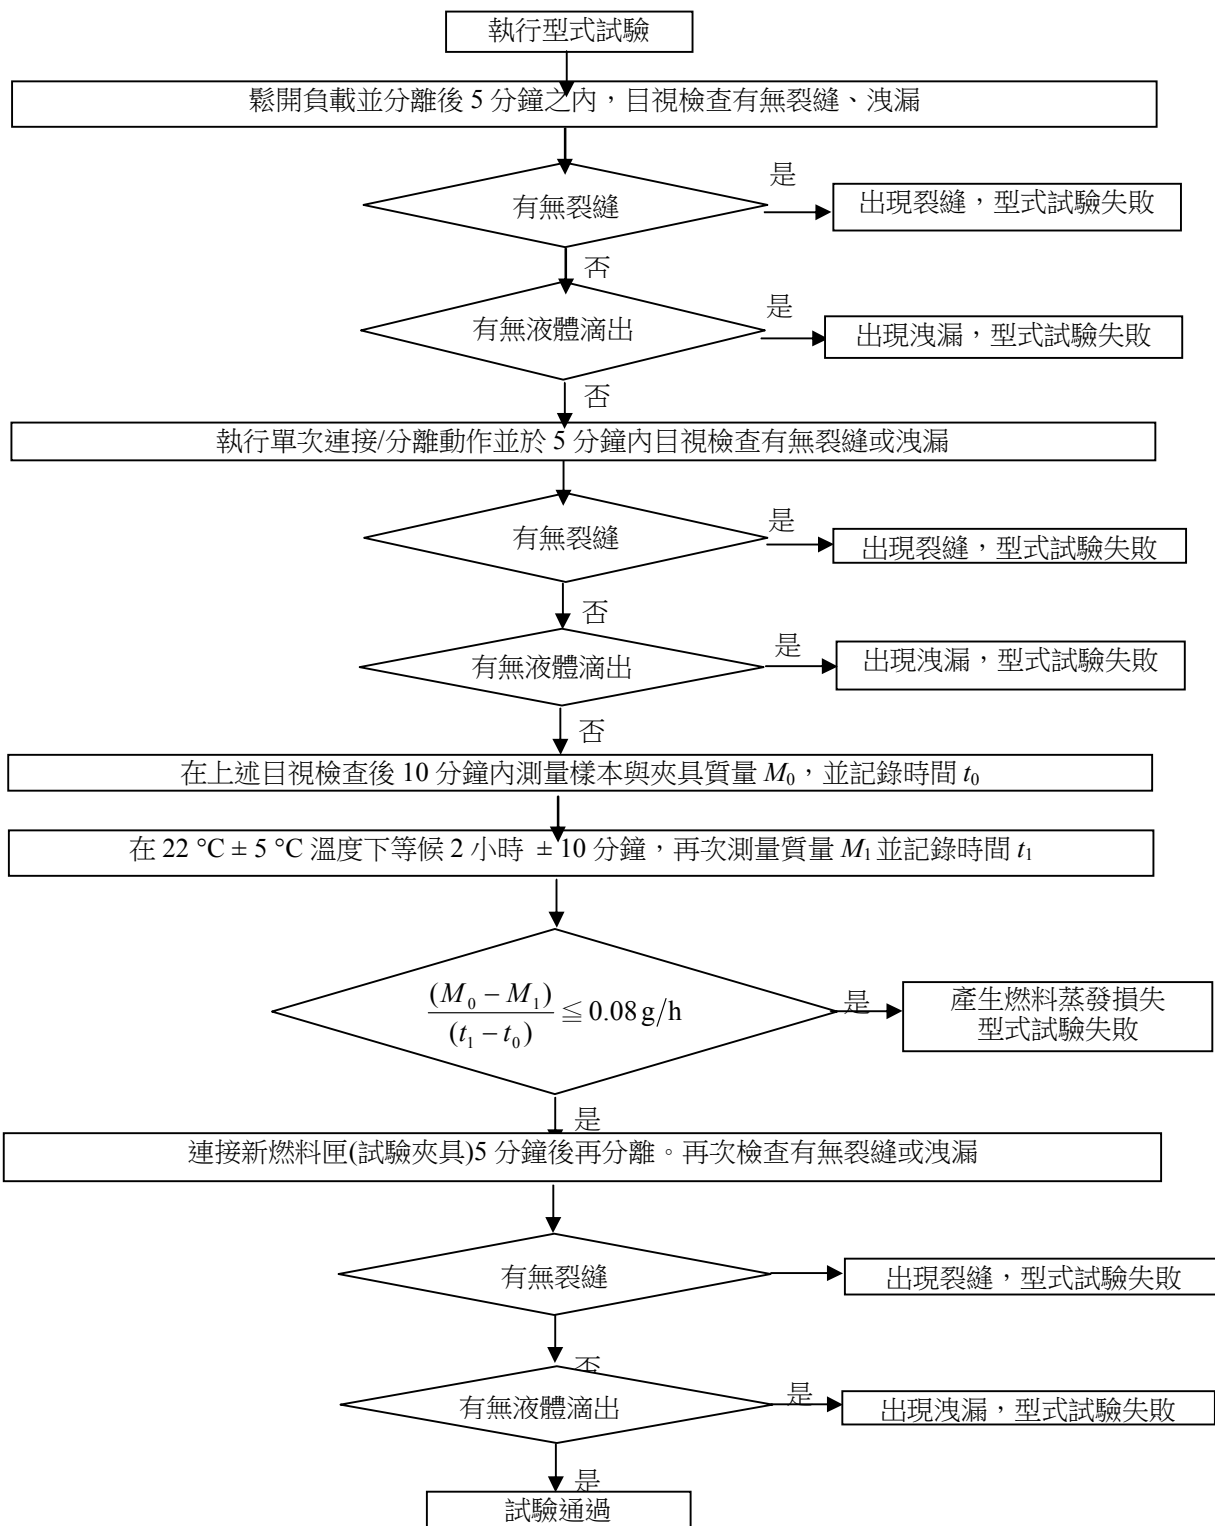 執行型式試驗
鬆開負載並分離後 5 分鐘之內，目視檢查有無裂縫、洩漏
有無裂縫
是
出現裂縫，型式試驗失敗
否
有無液體滴出
是
出現洩漏，型式試驗失敗
否
執行單次連接/分離動作並於 5 分鐘內目視檢查有無裂縫或洩漏
有無裂縫
是
出現裂縫，型式試驗失敗
否
有無液體滴出
是
出現洩漏，型式試驗失敗
否
在上述目視檢查後 10 分鐘內測量樣本與夾具質量 M₀，並記錄時間 t₀
在 22 °C ± 5 °C 溫度下等候 2 小時 ± 10 分鐘，再次測量質量 M₁ 並記錄時間 t₁
(M₀ − M₁)
(t₁ − t₀)
≦ 0.08 g/h
是
產生燃料蒸發損失
型式試驗失敗
是
連接新燃料匣(試驗夾具)5 分鐘後再分離。再次檢查有無裂縫或洩漏
有無裂縫
出現裂縫，型式試驗失敗
否
有無液體滴出
是
出現洩漏，型式試驗失敗
是
試驗通過